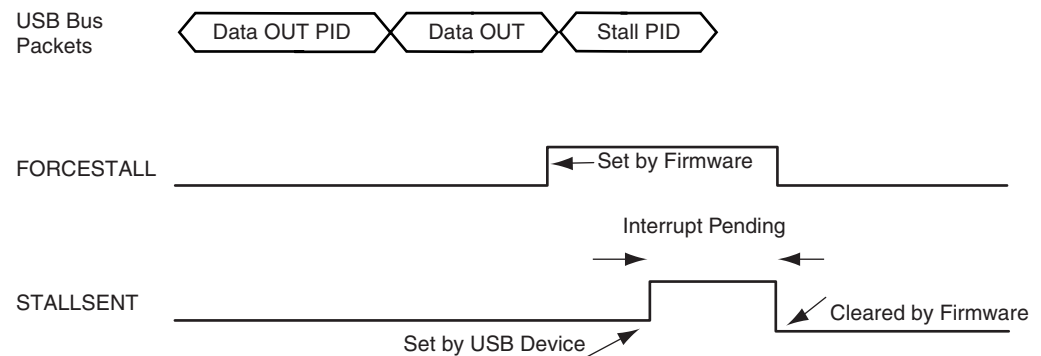 USB Bus
Packets
Data OUT PID
Data OUT
Stall PID
FORCESTALL
Set by Firmware
Interrupt Pending
STALLSENT
Cleared by Firmware
Set by USB Device